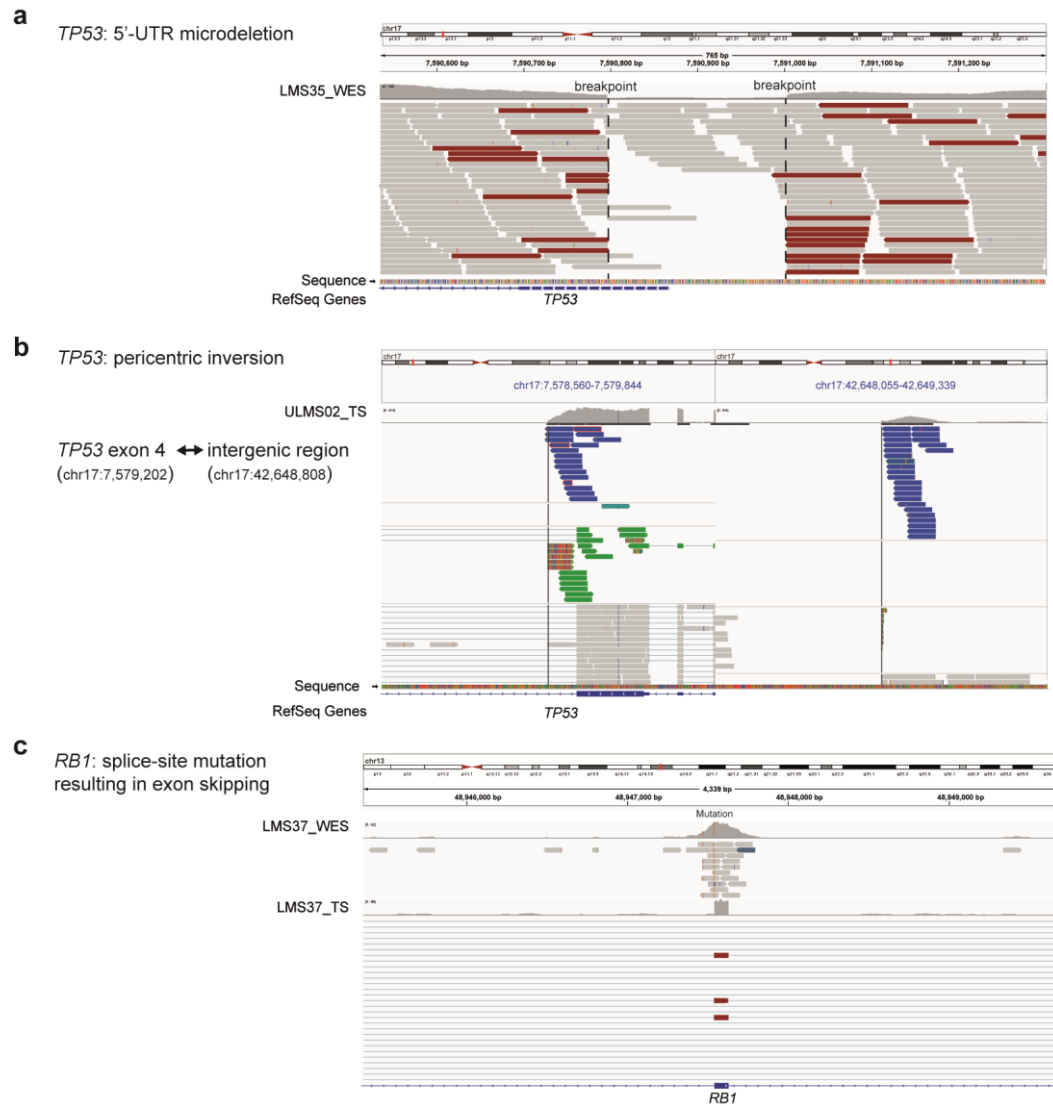 a
TP53: 5'-UTR microdeletion
chr17
765 bp
7,590,600 bp 7,590,700 bp 7,590,800 bp 7,590,900 bp 7,591,000 bp 7,591,100 bp 7,591,200 bp
LMS35_WES
breakpoint breakpoint
Sequence
RefSeq Genes
TP53
b
TP53: pericentric inversion
chr17 chr17
chr17:7,578,560-7,579,844 chr17:42,648,055-42,649,339
ULMS02_TS
TP53 exon 4 ↔ intergenic region
(chr17:7,579,202) (chr17:42,648,808)
Sequence
RefSeq Genes
TP53
c
RB1: splice-site mutation
resulting in exon skipping
chr13
4,339 bp
48,946,000 bp 48,947,000 bp 48,948,000 bp 48,949,000 bp
Mutation
LMS37_WES
LMS37_TS
RB1